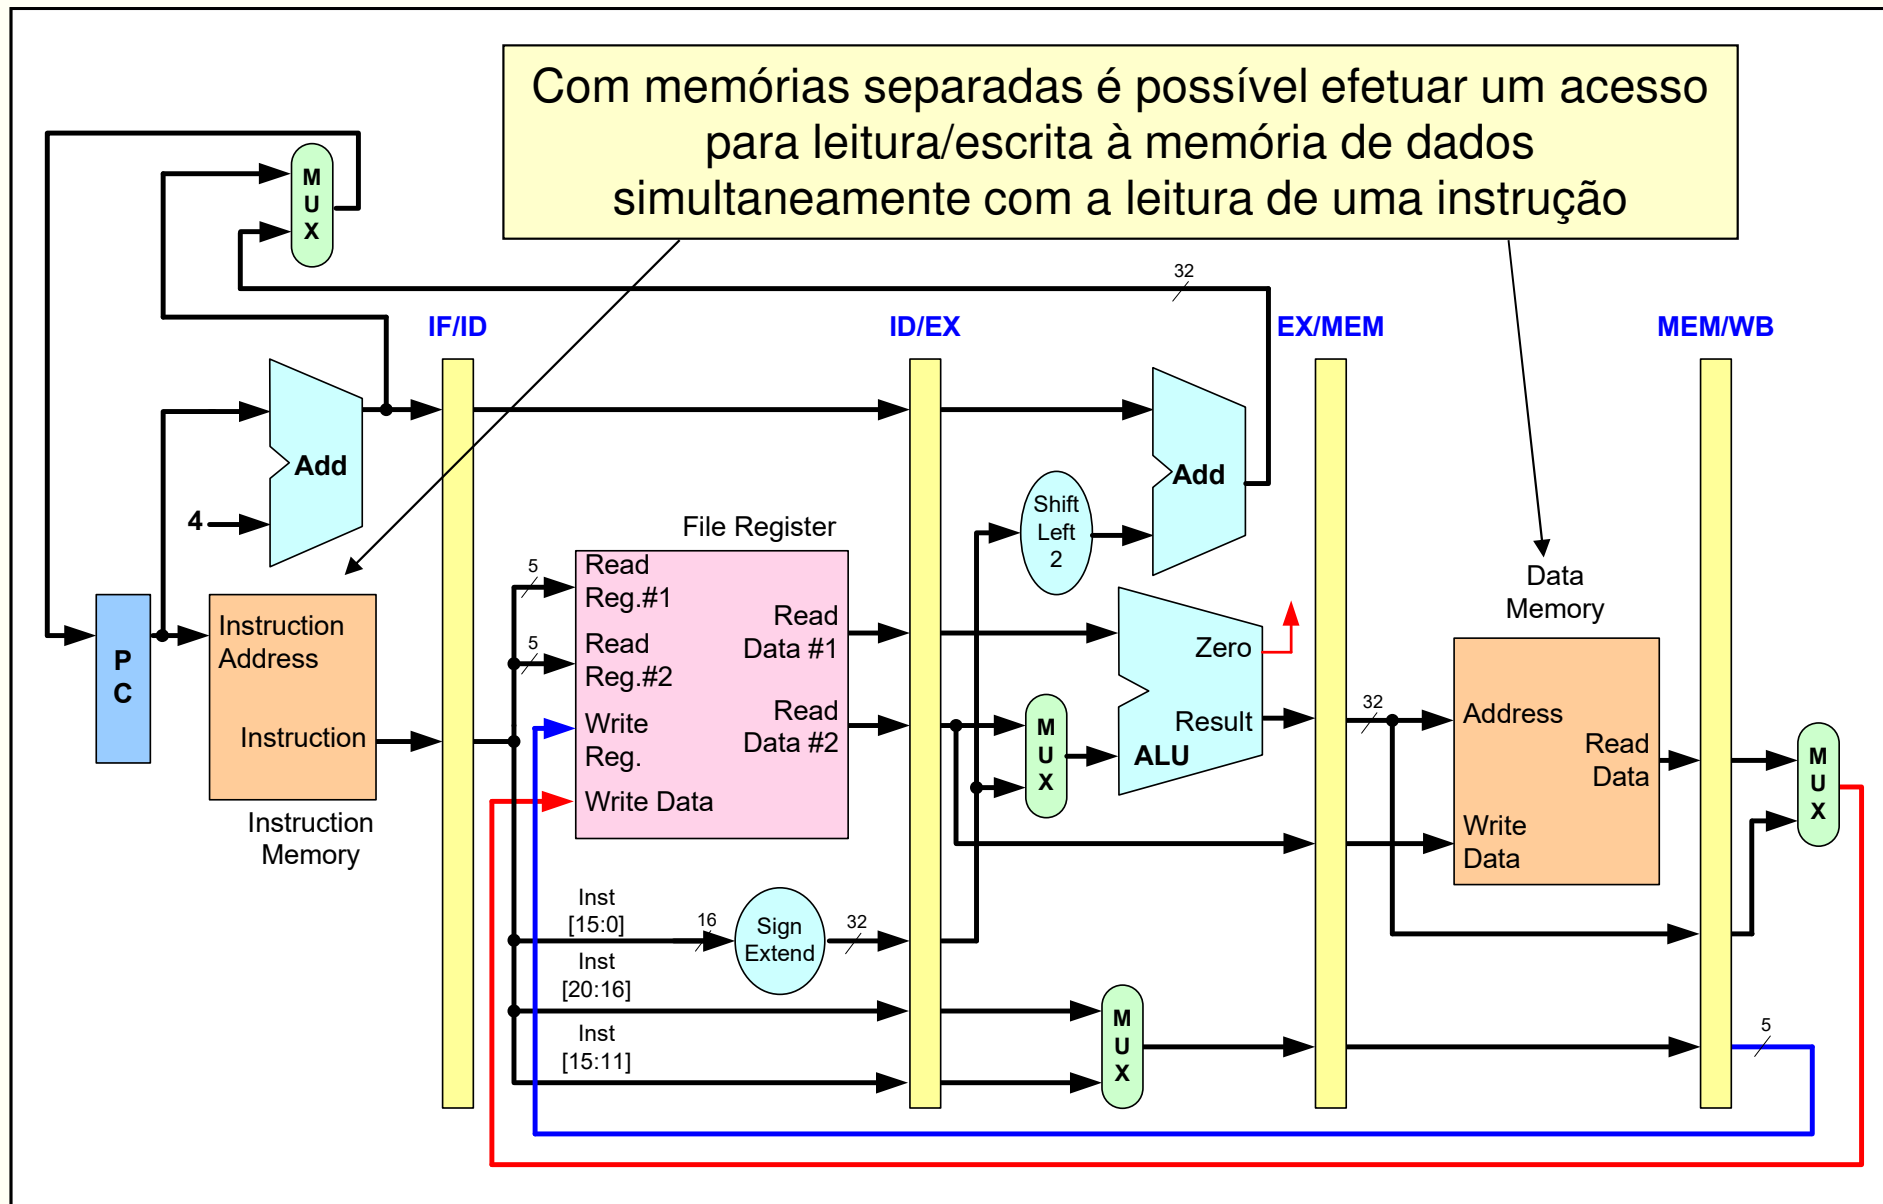 Com memórias separadas é possível efetuar um acesso
para leitura/escrita à memória de dados
simultaneamente com a leitura de uma instrução
M
U
X
32
IF/ID
ID/EX
EX/MEM
MEM/WB
Add
4
Add
Shift
Left
2
File Register
Data
Memory
P
C
Instruction
Address
Instruction
Instruction
Memory
5
5
Read
Reg.#1
Read
Reg.#2
Write
Reg.
Write Data
Read
Data #1
Read
Data #2
M
U
X
Zero
Result
ALU
32
Address
Read
Data
Write
Data
M
U
X
Inst
[15:0]
16
Sign
Extend
32
Inst
[20:16]
Inst
[15:11]
M
U
X
5